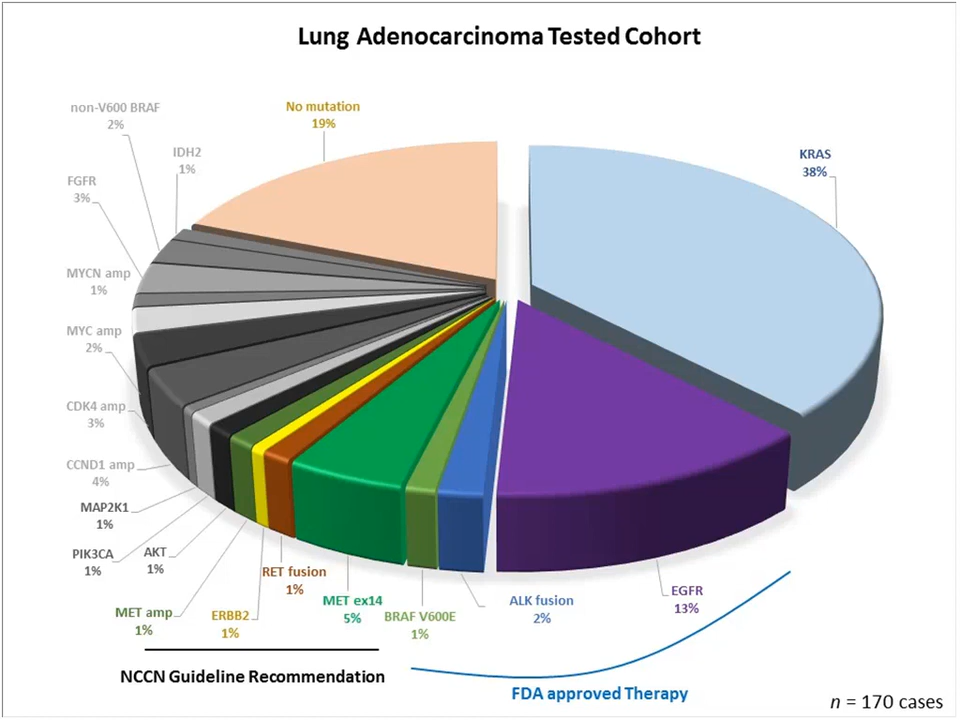 Lung Adenocarcinoma Tested Cohort
non-V600 BRAF
2%
No mutation
19%
IDH2
1%
KRAS
38%
FGFR
3%
MYCN amp
1%
MYC amp
2%
CDK4 amp
3%
CCND1 amp
4%
MAP2K1
1%
PIK3CA
1%
AKT
1%
MET amp
1%
ERBB2
1%
RET fusion
1%
MET ex14
5%
BRAF V600E
1%
ALK fusion
2%
EGFR
13%
NCCN Guideline Recommendation
FDA approved Therapy
n = 170 cases